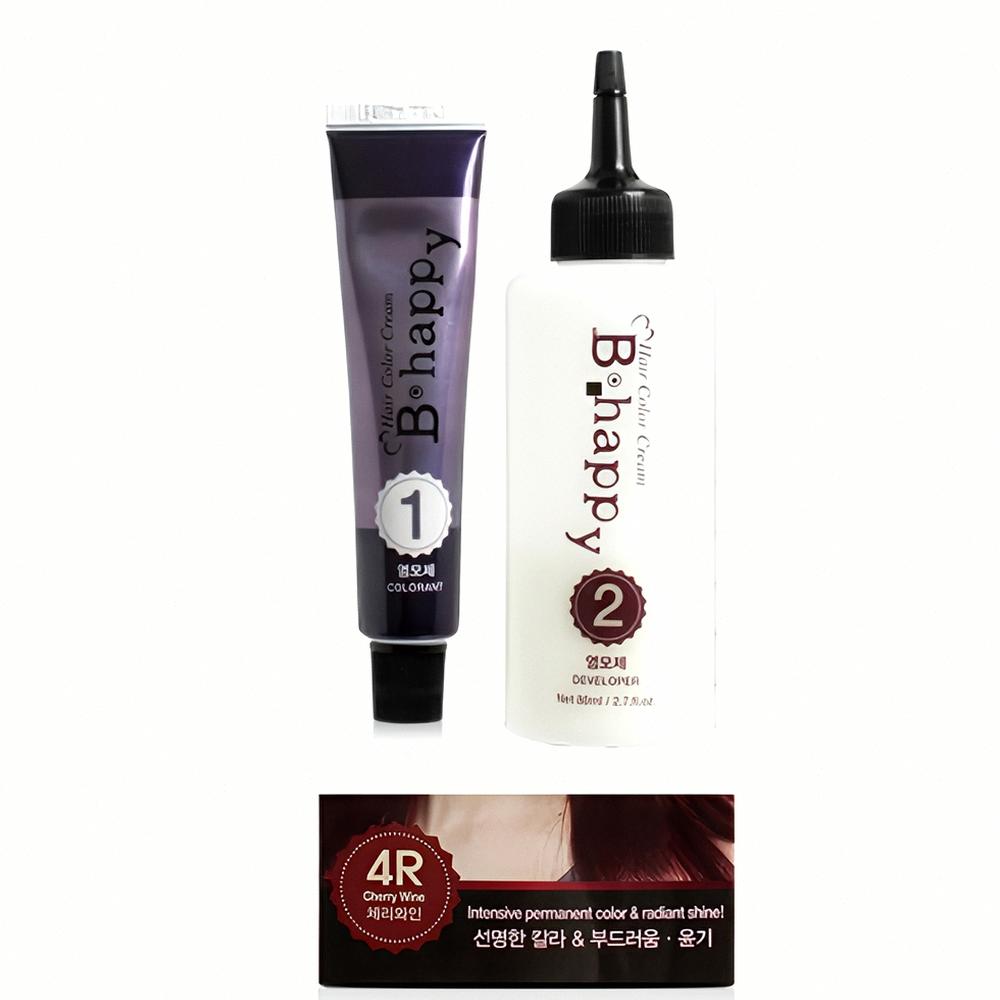 Hair Color Cream
B·happy
1
염모제
B·happy
Hair Color Cream
2
염모제
DEVELOPER
4R
Cherry Wine
체리와인
Intensive permanent color & radiant shine!
선명한 칼라 & 부드러움 · 윤기